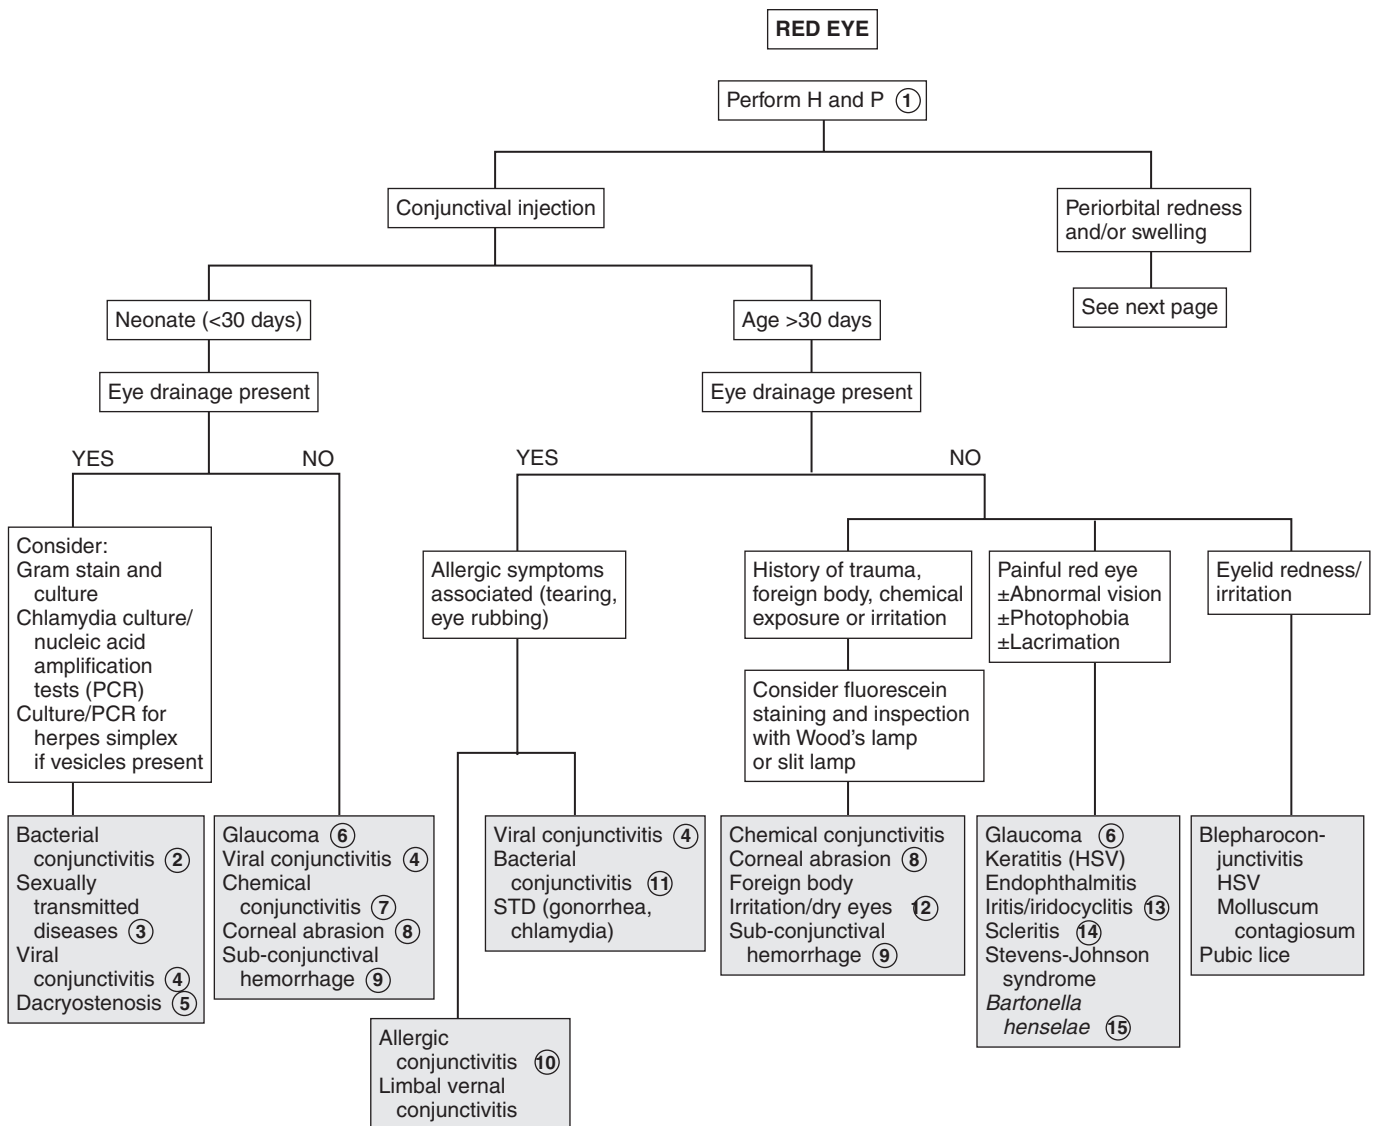 RED EYE
Perform H and P 1
Conjunctival injection
Periorbital redness
and/or swelling
See next page
Neonate (<30 days)
Age >30 days
Eye drainage present
Eye drainage present
YES
NO
YES
NO
Consider:
Gram stain and
culture
Chlamydia culture/
nucleic acid
amplification
tests (PCR)
Culture/PCR for
herpes simplex
if vesicles present
Allergic symptoms
associated (tearing,
eye rubbing)
History of trauma,
foreign body, chemical
exposure or irritation
Consider fluorescein
staining and inspection
with Wood's lamp
or slit lamp
Painful red eye
±Abnormal vision
±Photophobia
±Lacrimation
Eyelid redness/
irritation
Bacterial
conjunctivitis 2
Sexually
transmitted
diseases 3
Viral
conjunctivitis 4
Dacryostenosis 5
Glaucoma 6
Viral conjunctivitis 4
Chemical
conjunctivitis 7
Corneal abrasion 8
Sub-conjunctival
hemorrhage 9
Allergic
conjunctivitis 10
Limbal vernal
conjunctivitis
Viral conjunctivitis 4
Bacterial
conjunctivitis 11
STD (gonorrhea,
chlamydia)
Chemical conjunctivitis
Corneal abrasion 8
Foreign body
Irritation/dry eyes 12
Sub-conjunctival
hemorrhage 9
Glaucoma 6
Keratitis (HSV)
Endophthalmitis
Iritis/iridocyclitis 13
Scleritis 14
Stevens-Johnson
syndrome
Bartonella
henselae 15
Blepharocon-
junctivitis
HSV
Molluscum
contagiosum
Pubic lice